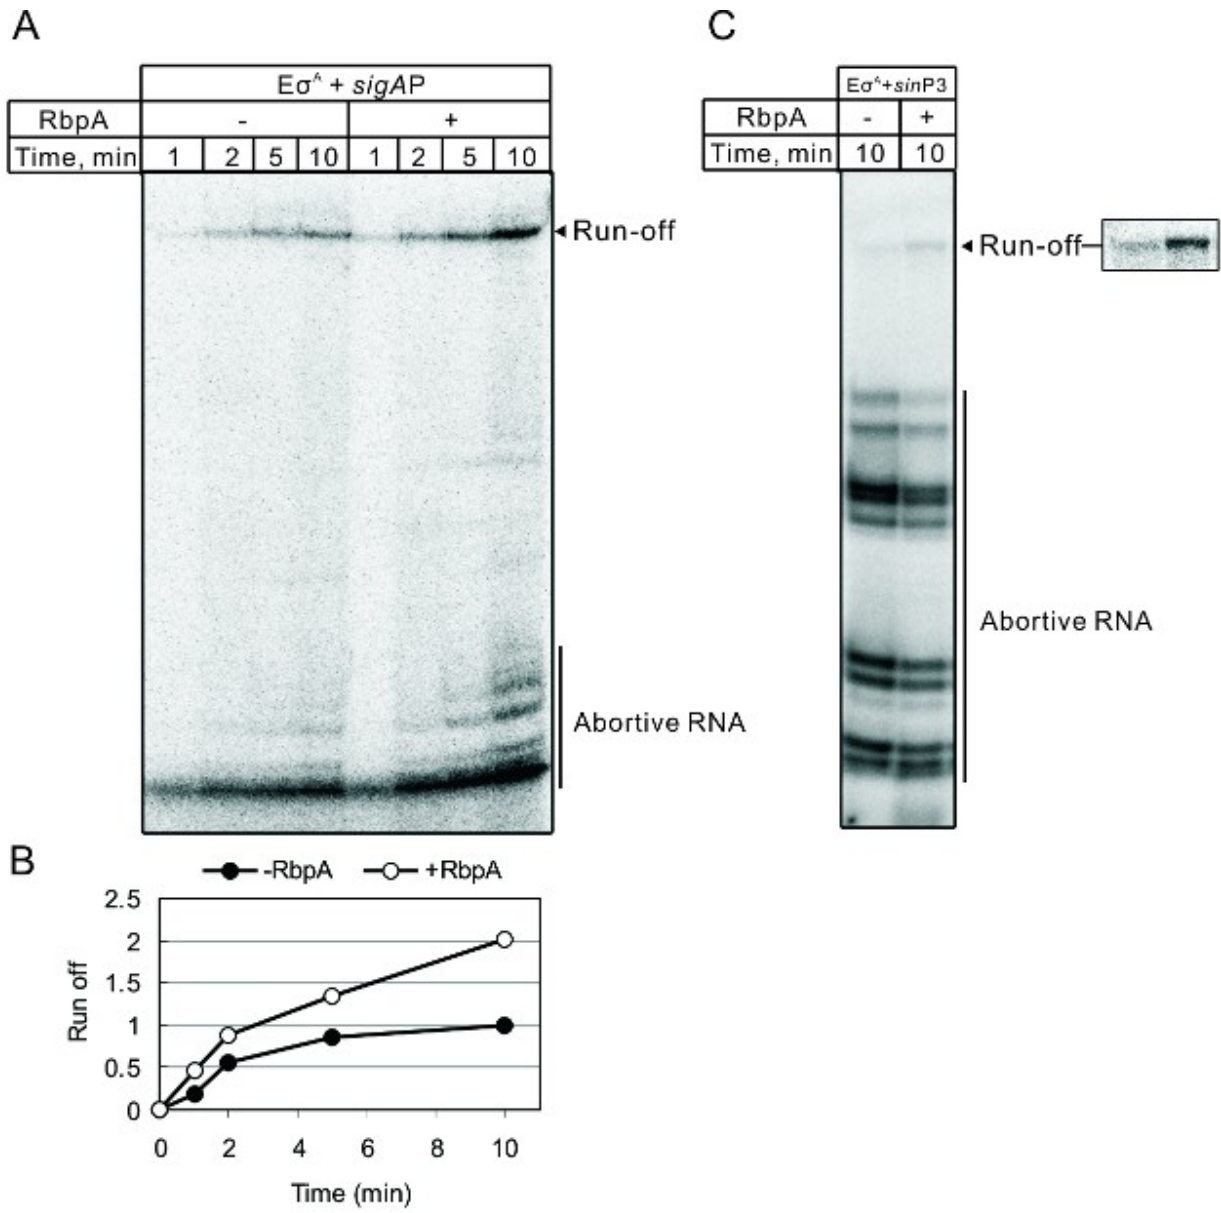 A
Eσᴬ + sigAP
RbpA - +
Time, min 1 2 5 10 1 2 5 10
Run-off
Abortive RNA
C
Eσᴬ+sinP3
RbpA - +
Time, min 10 10
Run-off
Abortive RNA
B
-RbpA +RbpA
2.5
2
1.5
1
0.5
0
Run off
0 2 4 6 8 10
Time (min)